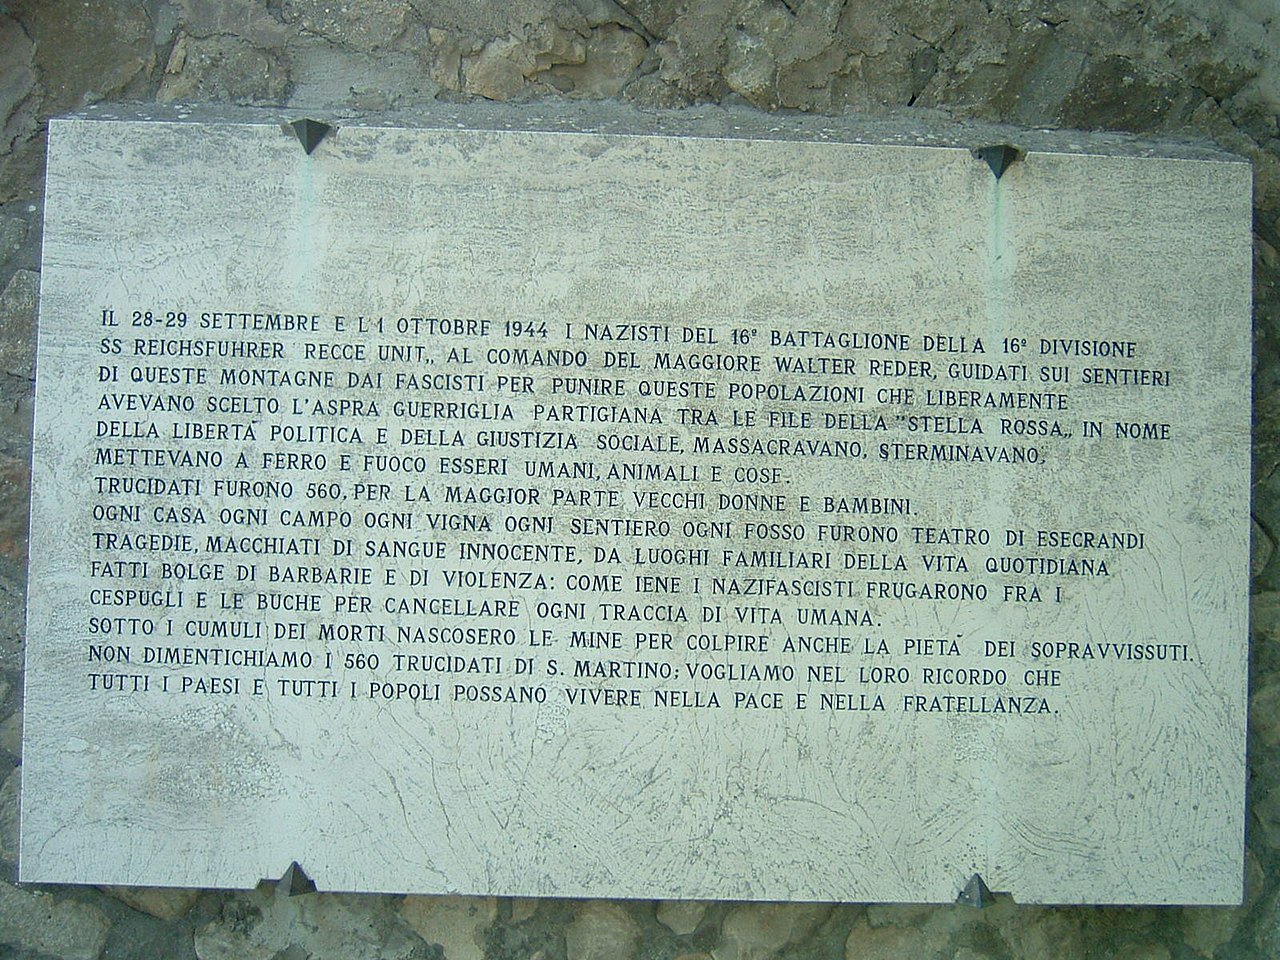 IL 28-29 SETTEMBRE E L'1 OTTOBRE 1944 I NAZISTI DEL 16º BATTAGLIONE DELLA 16º DIVISIONE
SS REICHSFUHRER RECCE UNIT„ AL COMANDO DEL MAGGIORE WALTER REDER, GUIDATI SUI SENTIERI
DI QUESTE MONTAGNE DAI FASCISTI PER PUNIRE QUESTE POPOLAZIONI CHE LIBERAMENTE
AVEVANO SCELTO L'ASPRA GUERRIGLIA PARTIGIANA TRA LE FILE DELLA "STELLA ROSSA„ IN NOME
DELLA LIBERTÀ POLITICA E DELLA GIUSTIZIA SOCIALE, MASSACRAVANO, STERMINAVANO,
METTEVANO A FERRO E FUOCO ESSERI UMANI, ANIMALI E COSE.
TRUCIDATI FURONO 560, PER LA MAGGIOR PARTE VECCHI DONNE E BAMBINI.
OGNI CASA OGNI CAMPO OGNI VIGNA OGNI SENTIERO OGNI FOSSO FURONO TEATRO DI ESECRANDI
TRAGEDIE, MACCHIATI DI SANGUE INNOCENTE, DA LUOGHI FAMILIARI DELLA VITA QUOTIDIANA
FATTI BOLGE DI BARBARIE E DI VIOLENZA: COME IENE I NAZIFASCISTI FRUGARONO FRA I
CESPUGLI E LE BUCHE PER CANCELLARE OGNI TRACCIA DI VITA UMANA.
SOTTO I CUMULI DEI MORTI NASCOSERO LE MINE PER COLPIRE ANCHE LA PIETÀ DEI SOPRAVVISSUTI.
NON DIMENTICHIAMO I 560 TRUCIDATI DI S. MARTINO; VOGLIAMO NEL LORO RICORDO CHE
TUTTI I PAESI E TUTTI I POPOLI POSSANO VIVERE NELLA PACE E NELLA FRATELLANZA.